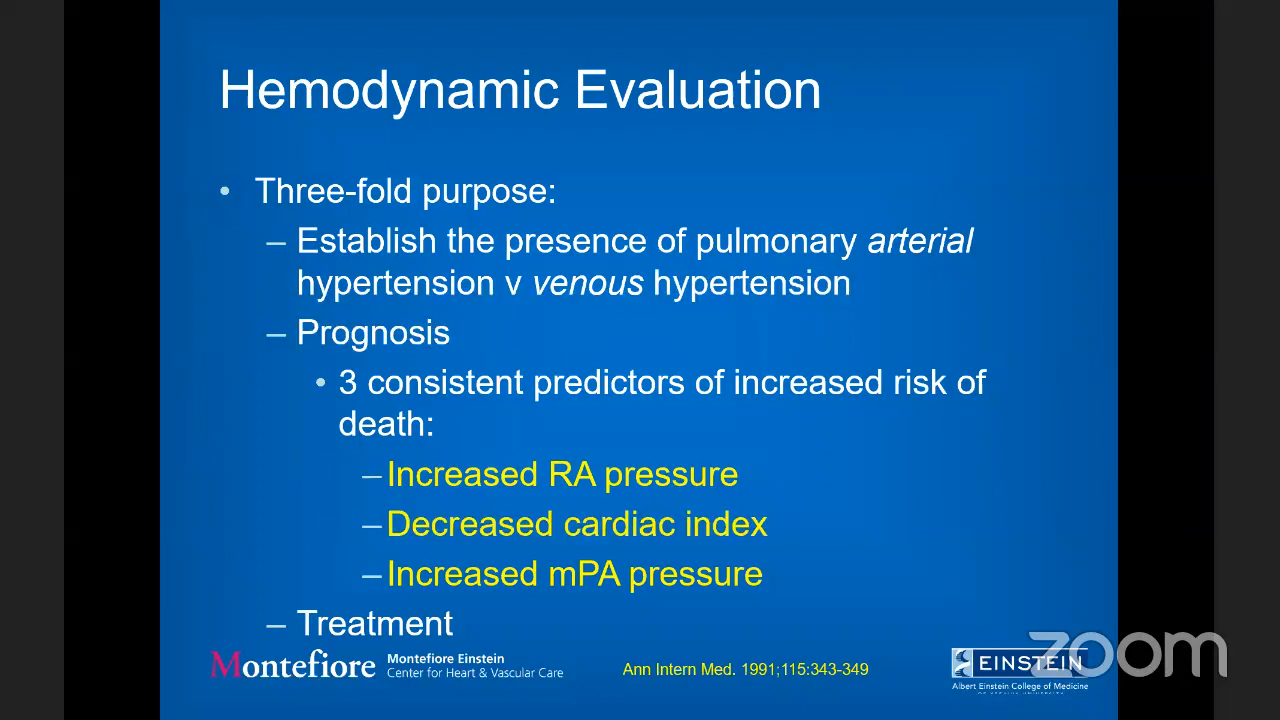 Hemodynamic Evaluation
• Three-fold purpose:
– Establish the presence of pulmonary arterial
hypertension v venous hypertension
– Prognosis
• 3 consistent predictors of increased risk of
death:
– Increased RA pressure
– Decreased cardiac index
– Increased mPA pressure
– Treatment
Montefiore
Montefiore Einstein
Center for Heart & Vascular Care
Ann Intern Med. 1991;115:343-349
EINSTEIN
Albert Einstein College of Medicine
zoom